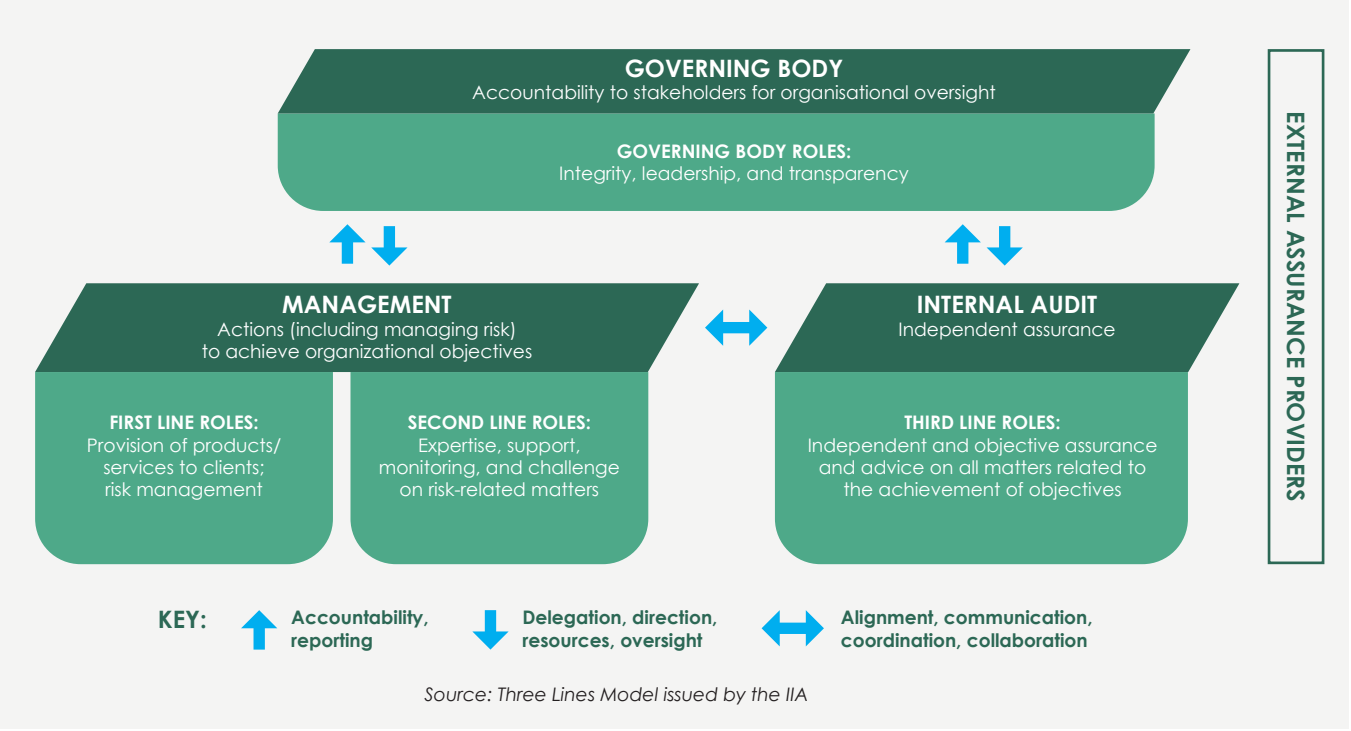 GOVERNING BODY
Accountability to stakeholders for organisational oversight
GOVERNING BODY ROLES:
Integrity, leadership, and transparency
MANAGEMENT
Actions (including managing risk)
to achieve organizational objectives
INTERNAL AUDIT
Independent assurance
FIRST LINE ROLES:
Provision of products/
services to clients;
risk management
SECOND LINE ROLES:
Expertise, support,
monitoring, and challenge
on risk-related matters
THIRD LINE ROLES:
Independent and objective assurance
and advice on all matters related to
the achievement of objectives
EXTERNAL ASSURANCE PROVIDERS
KEY:
Accountability,
reporting
Delegation, direction,
resources, oversight
Alignment, communication,
coordination, collaboration
Source: Three Lines Model issued by the IIA